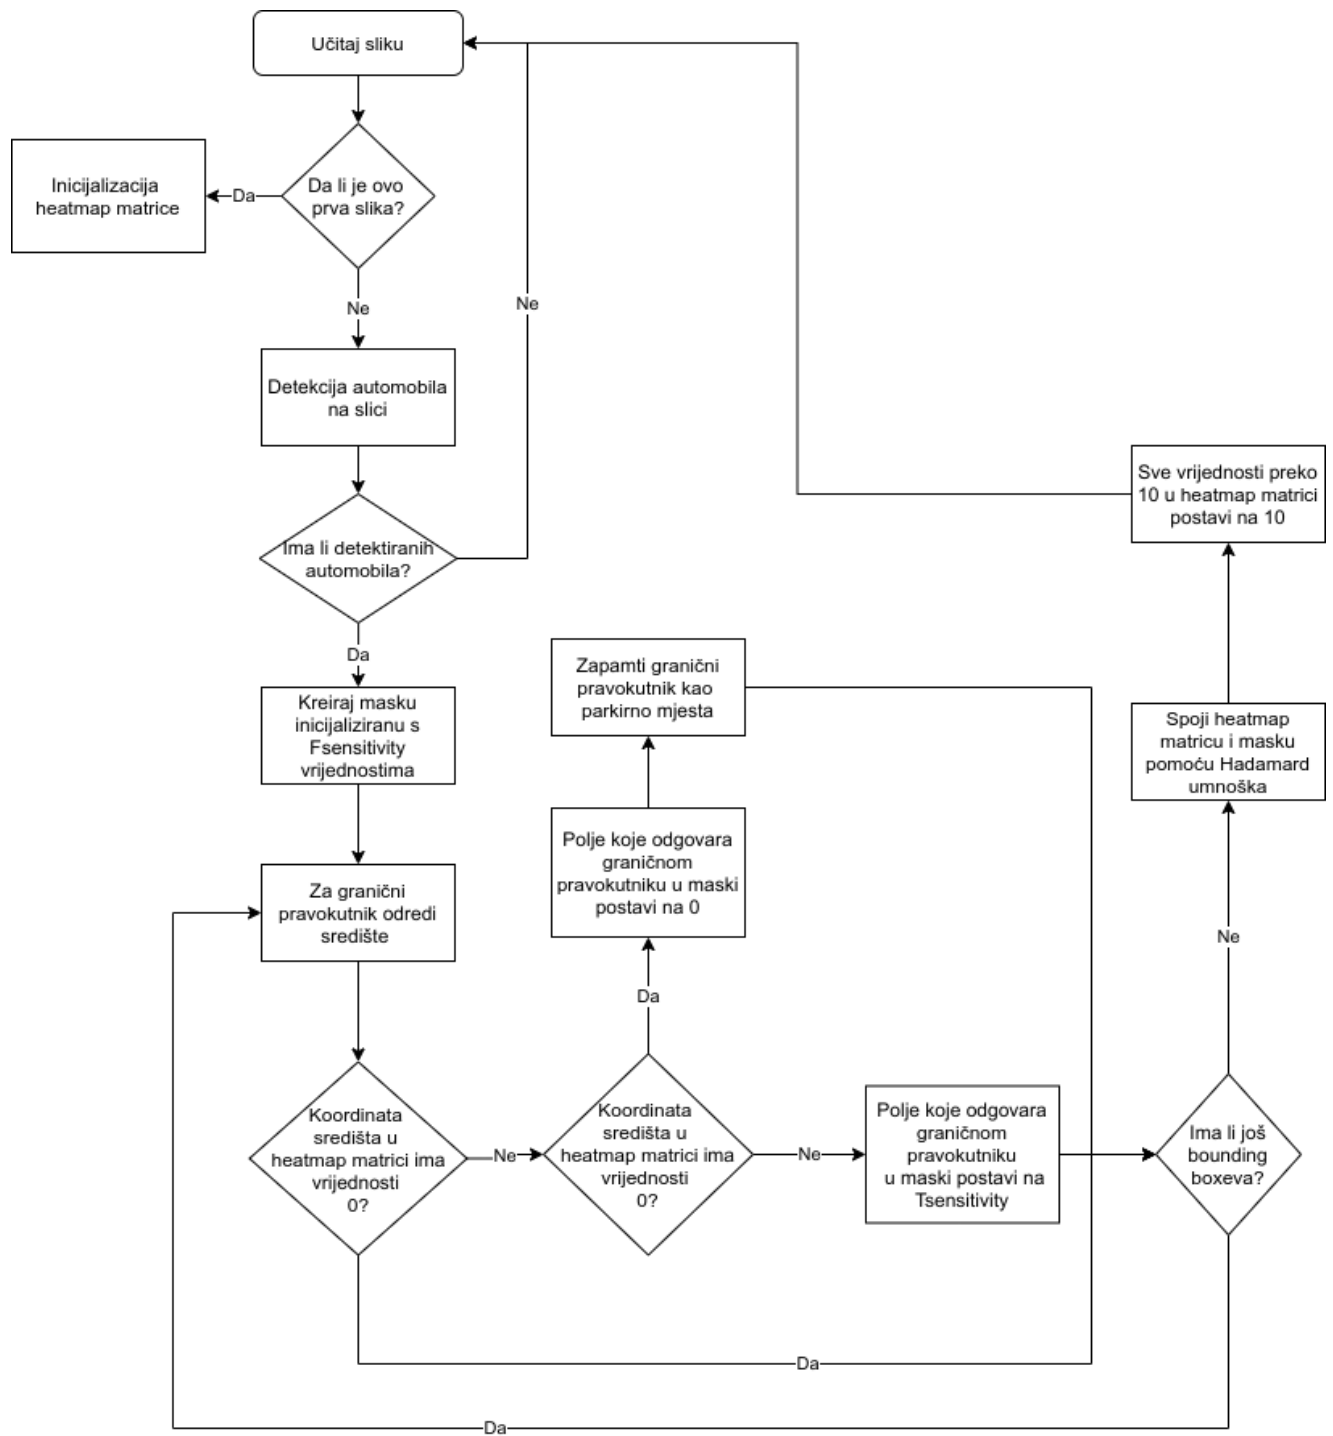 Učitaj sliku
Da li je ovo
prva slika?
Da
Inicijalizacija
heatmap matrice
Ne
Detekcija automobila
na slici
Ima li detektiranih
automobila?
Ne
Da
Kreiraj masku
inicijaliziranu s
Fsensitivity
vrijednostima
Za granični
pravokutnik odredi
središte
Koordinata
središta u
heatmap matrici ima
vrijednosti
0?
Ne
Da
Koordinata
središta u
heatmap matrici ima
vrijednosti
0?
Da
Polje koje odgovara
graničnom
pravokutniku u maski
postavi na 0
Zapamti granični
pravokutnik kao
parkirno mjesta
Ne
Polje koje odgovara
graničnom
pravokutniku
u maski postavi na
Tsensitivity
Ima li još
bounding
boxeva?
Da
Ne
Spoji heatmap
matricu i masku
pomoću Hadamard
umnoška
Sve vrijednosti preko
10 u heatmap matrici
postavi na 10